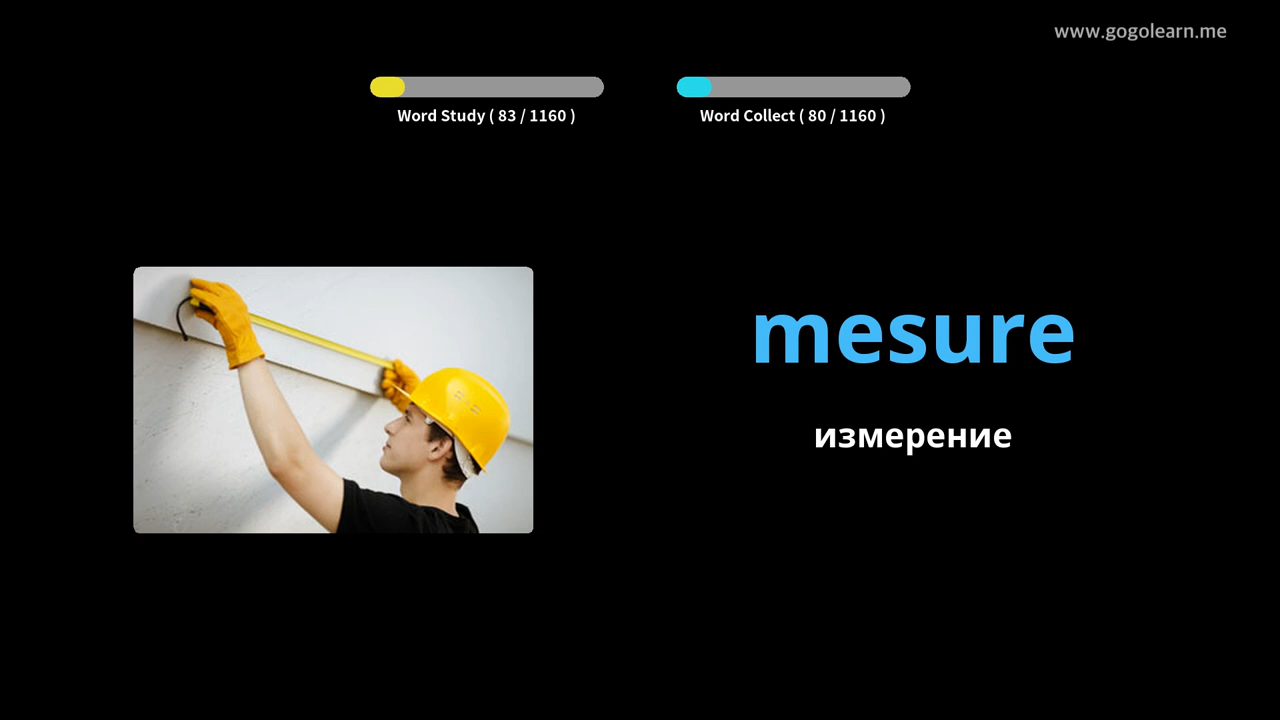 www.gogolearn.me
Word Study ( 83 / 1160 )
Word Collect ( 80 / 1160 )
mesure
измерение